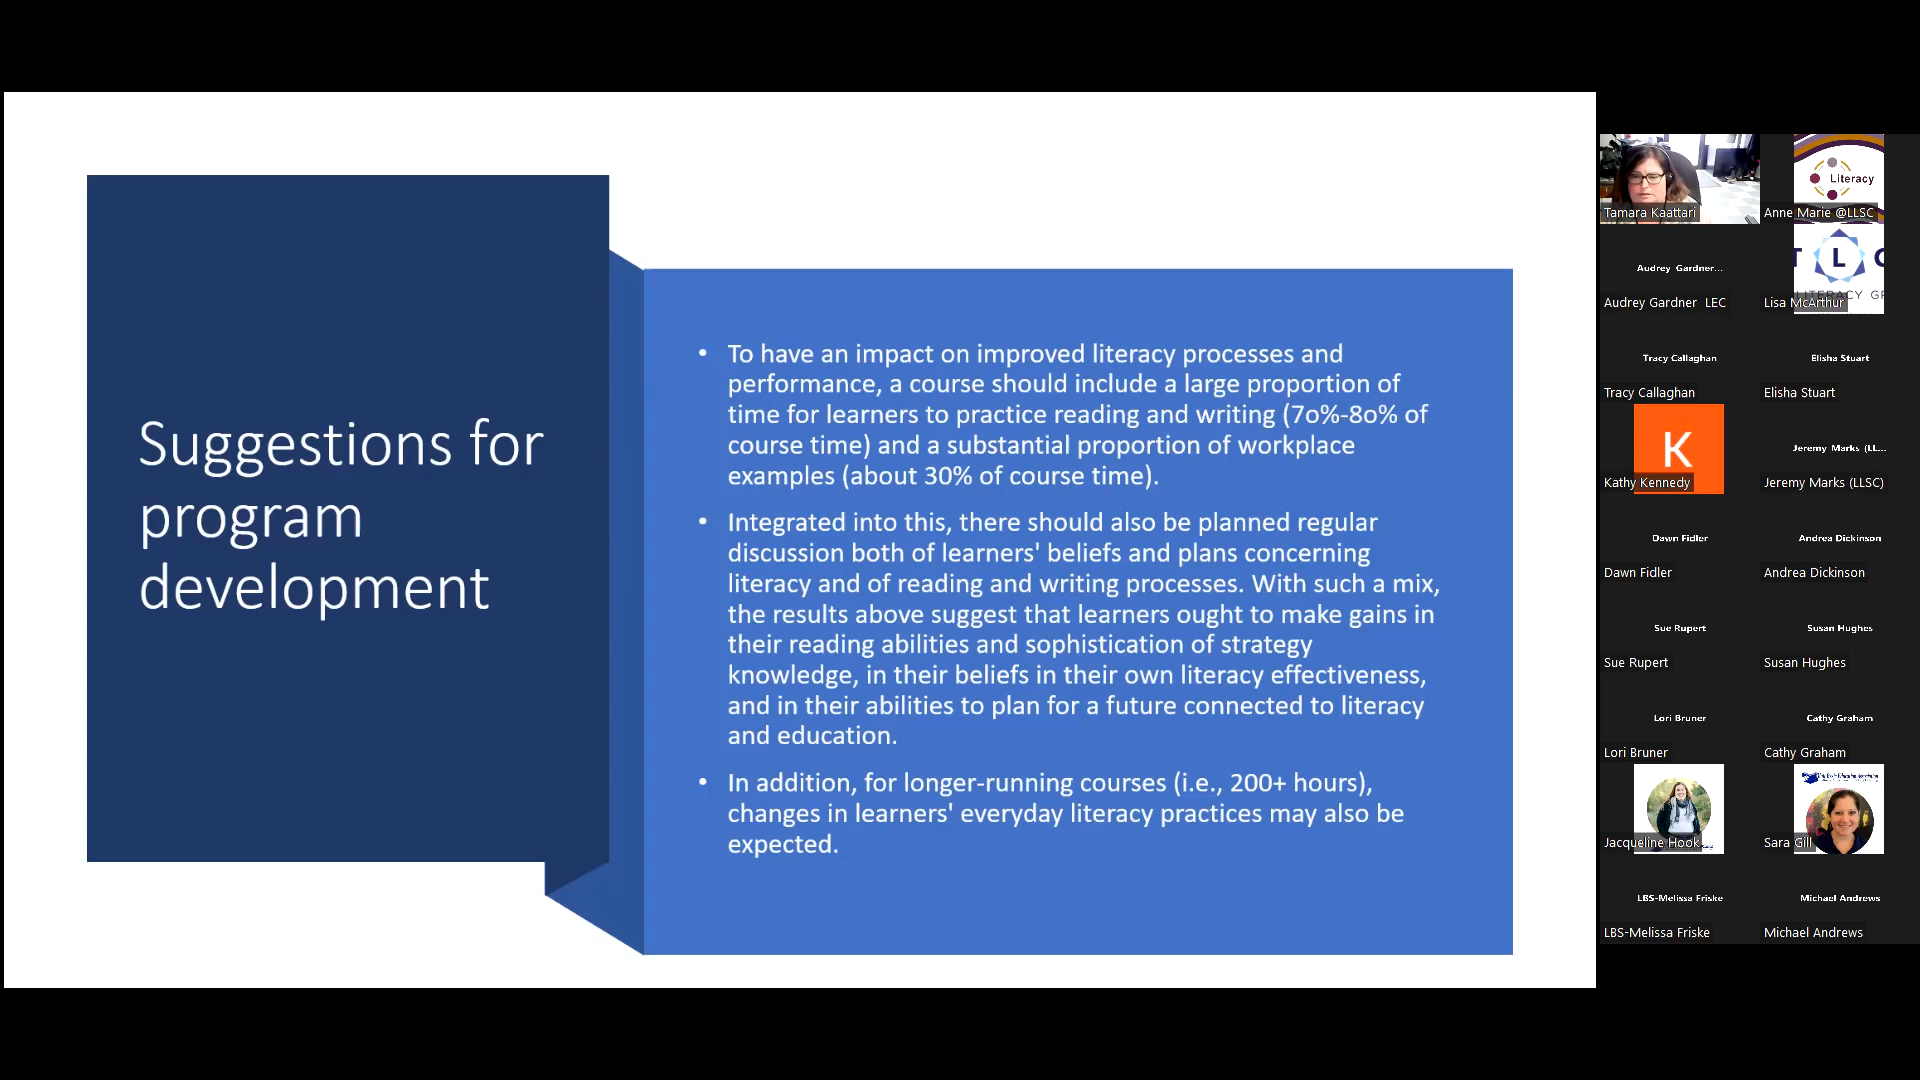 Suggestions for
program
development
• To have an impact on improved literacy processes and
performance, a course should include a large proportion of
time for learners to practice reading and writing (7o%-8o% of
course time) and a substantial proportion of workplace
examples (about 30% of course time).
• Integrated into this, there should also be planned regular
discussion both of learners' beliefs and plans concerning
literacy and of reading and writing processes. With such a mix,
the results above suggest that learners ought to make gains in
their reading abilities and sophistication of strategy
knowledge, in their beliefs in their own literacy effectiveness,
and in their abilities to plan for a future connected to literacy
and education.
• In addition, for longer-running courses (i.e., 200+ hours),
changes in learners' everyday literacy practices may also be
expected.
Tamara Kaattari
Literacy
Anne Marie @LLSC
Audrey Gardner...
Audrey Gardner LEC
T L C
LITERACY GR
Lisa McArthur
Tracy Callaghan
Tracy Callaghan
Elisha Stuart
Elisha Stuart
K
Kathy Kennedy
Jeremy Marks (LL...
Jeremy Marks (LLSC)
Dawn Fidler
Dawn Fidler
Andrea Dickinson
Andrea Dickinson
Sue Rupert
Sue Rupert
Susan Hughes
Susan Hughes
Lori Bruner
Lori Bruner
Cathy Graham
Cathy Graham
Jacqueline Hook
Sara Gill
LBS-Melissa Friske
LBS-Melissa Friske
Michael Andrews
Michael Andrews